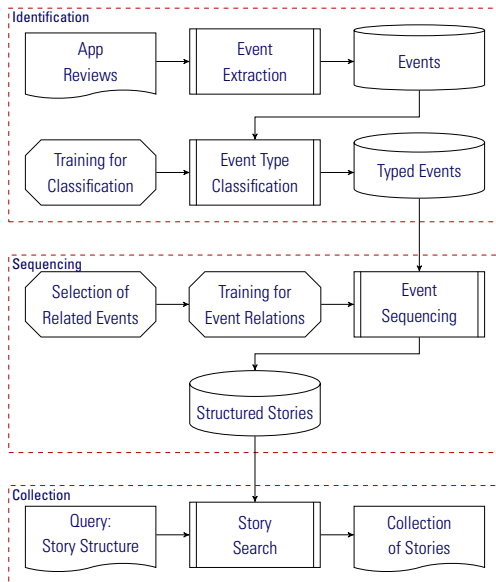 Identification
App
Reviews
Event
Extraction
Events
Training for
Classification
Event Type
Classification
Typed Events
Sequencing
Selection of
Related Events
Training for
Event Relations
Event
Sequencing
Structured Stories
Collection
Query:
Story Structure
Story
Search
Collection
of Stories